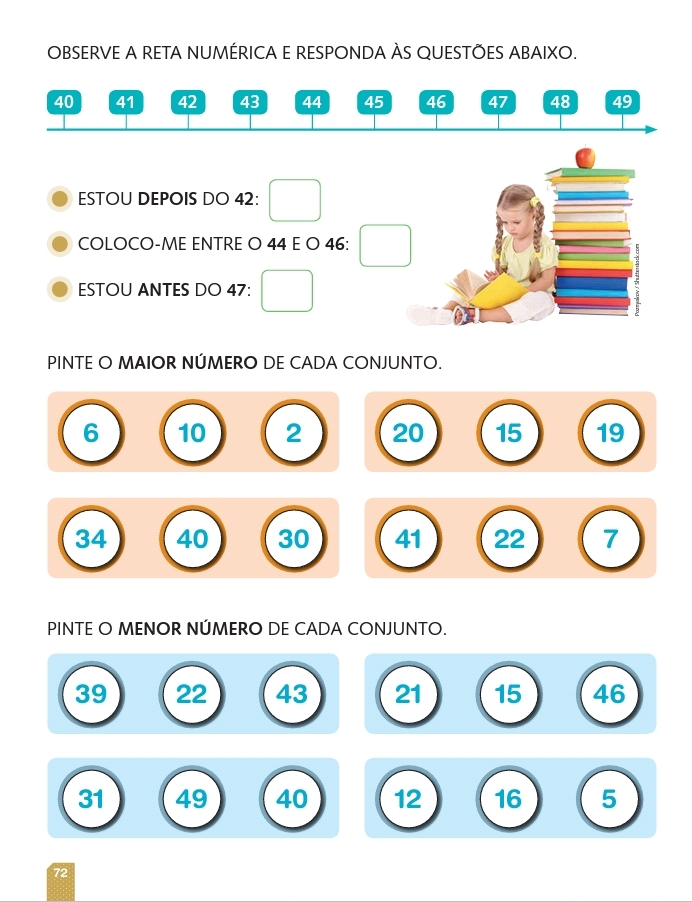 OBSERVE A RETA NUMÉRICA E RESPONDA ÀS QUESTÕES ABAIXO.
40 41 42 43 44 45 46 47 48 49
ESTOU DEPOIS DO 42:
COLOCO-ME ENTRE O 44 E O 46:
ESTOU ANTES DO 47:
Pozmyakov / Shutterstock.com
PINTE O MAIOR NÚMERO DE CADA CONJUNTO.
6 10 2 20 15 19
34 40 30 41 22 7
PINTE O MENOR NÚMERO DE CADA CONJUNTO.
39 22 43 21 15 46
31 49 40 12 16 5
72